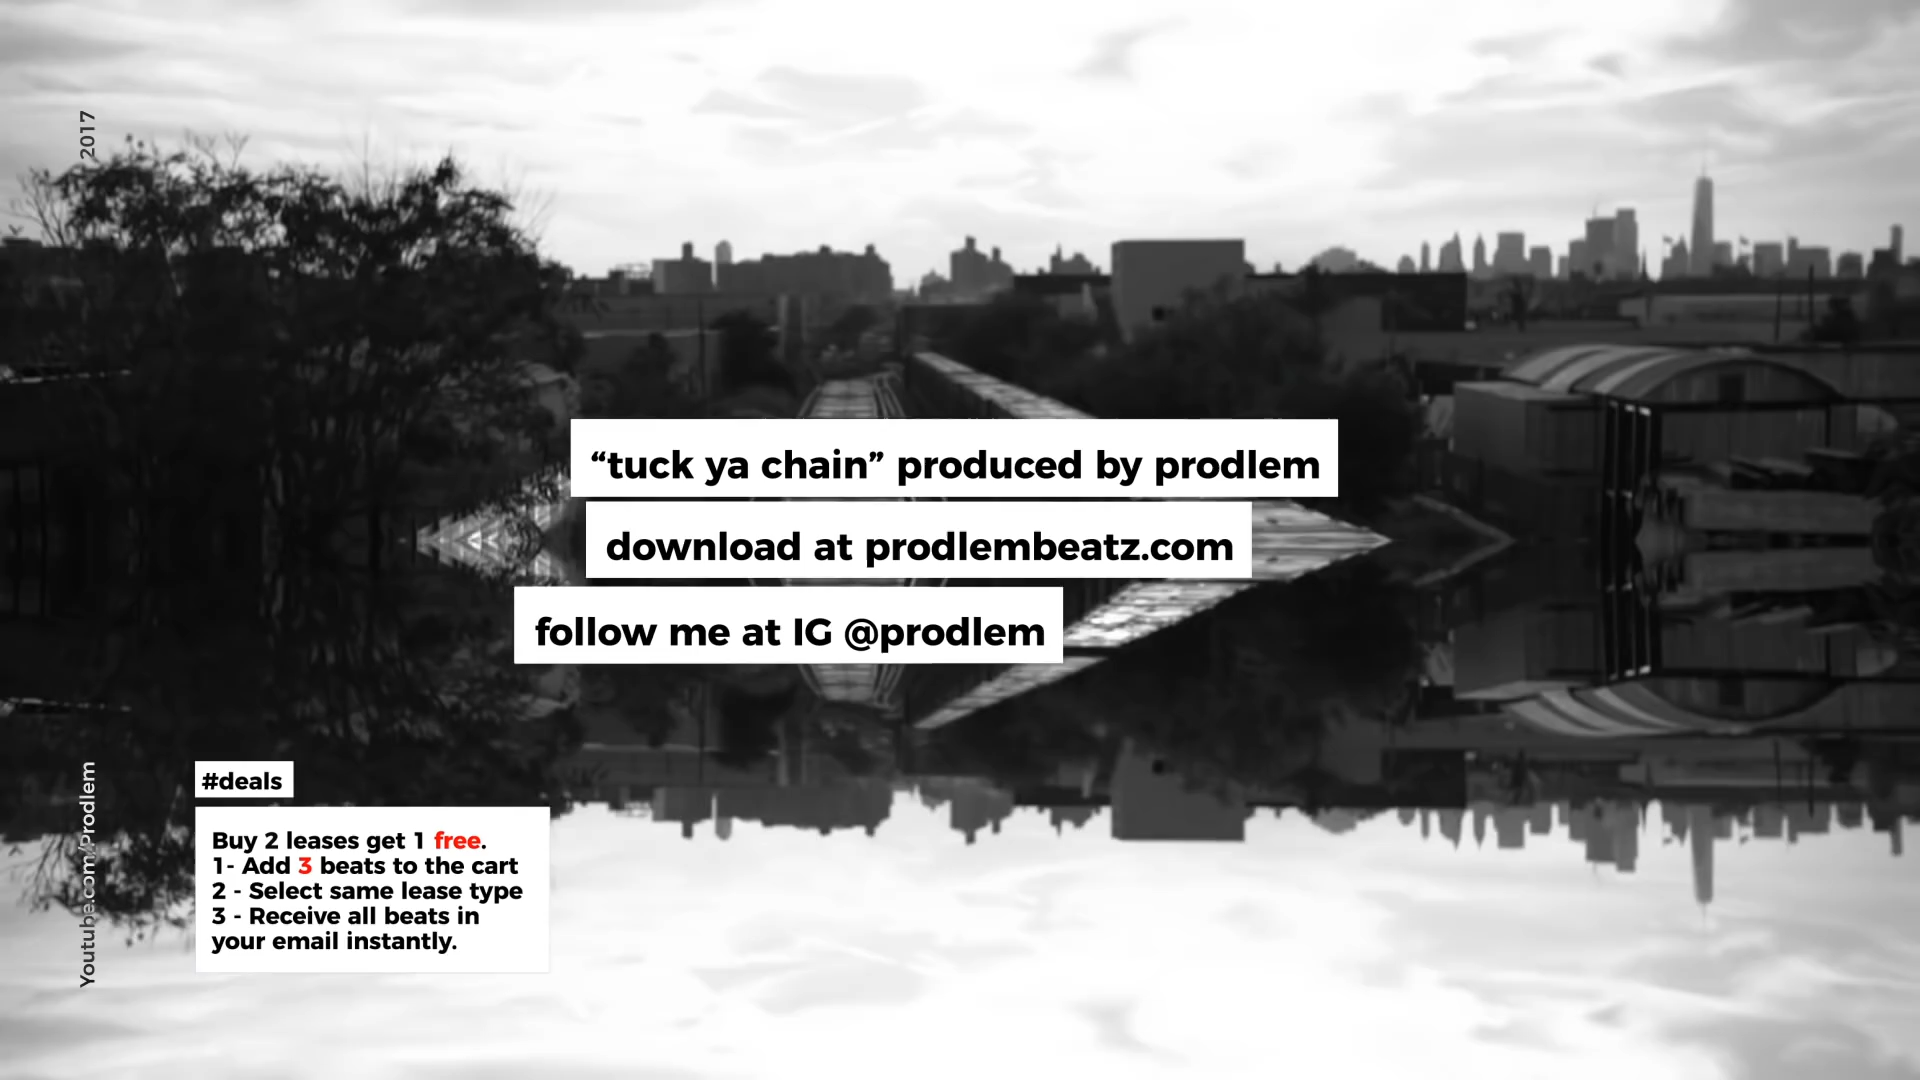 2017
“tuck ya chain” produced by prodlem
download at prodlembeatz.com
follow me at IG @prodlem
#deals
Buy 2 leases get 1 free.
1- Add 3 beats to the cart
2 - Select same lease type
3 - Receive all beats in
your email instantly.
Youtube.com/Prodlem